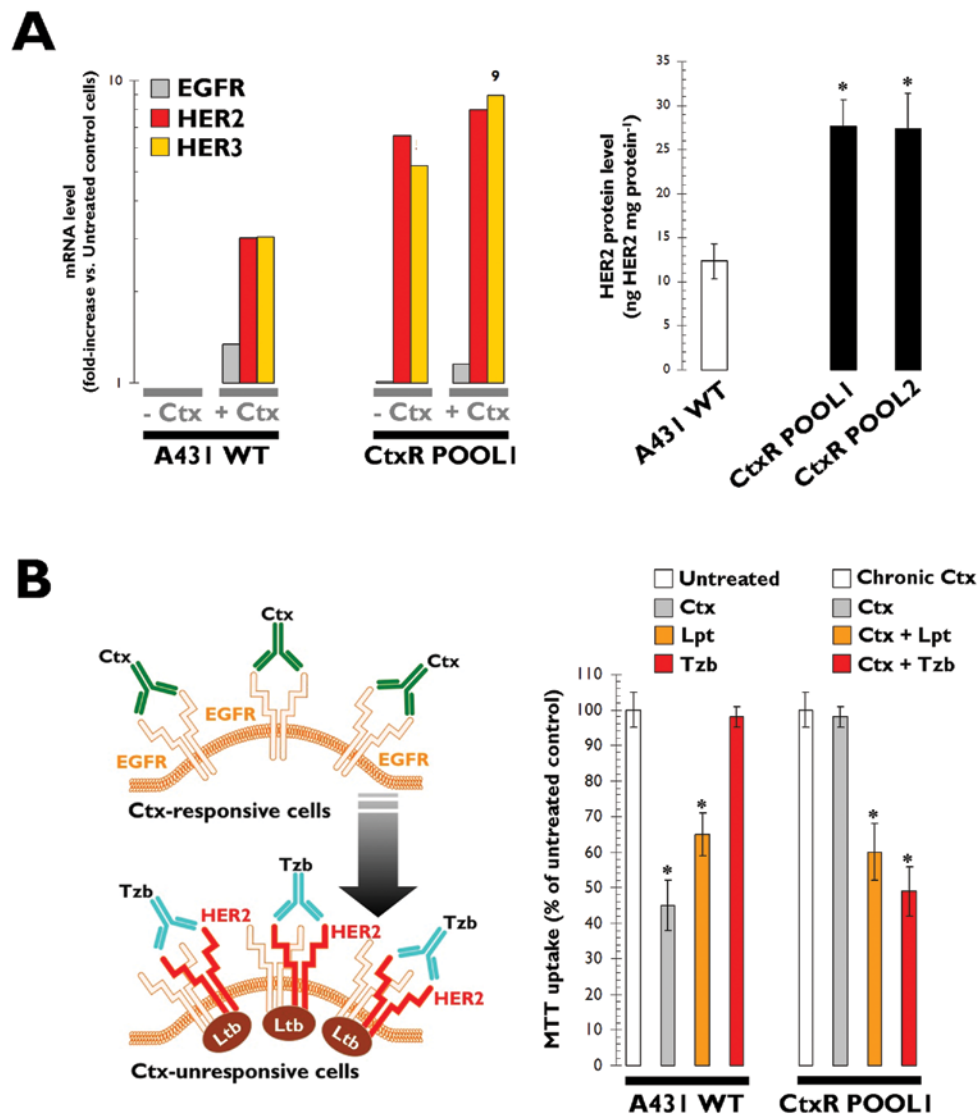 A
mRNA level
(fold-increase vs. Untreated control cells)
10
1
EGFR
HER2
HER3
9
- Ctx + Ctx - Ctx + Ctx
A431 WT CtxR POOL1
HER2 protein level
(ng HER2 mg protein⁻¹)
35
30
25
20
15
10
5
0
* *
A431 WT
CtxR POOL1
CtxR POOL2
B
Ctx
Ctx Ctx
EGFR
EGFR EGFR
Ctx-responsive cells
Tzb
Tzb Tzb
HER2
HER2
HER2
Ltb Ltb Ltb
Ctx-unresponsive cells
Untreated
Ctx
Lpt
Tzb
Chronic Ctx
Ctx
Ctx + Lpt
Ctx + Tzb
MTT uptake (% of untreated control)
110
100
90
80
70
60
50
40
30
20
10
0
* * * *
A431 WT CtxR POOL1